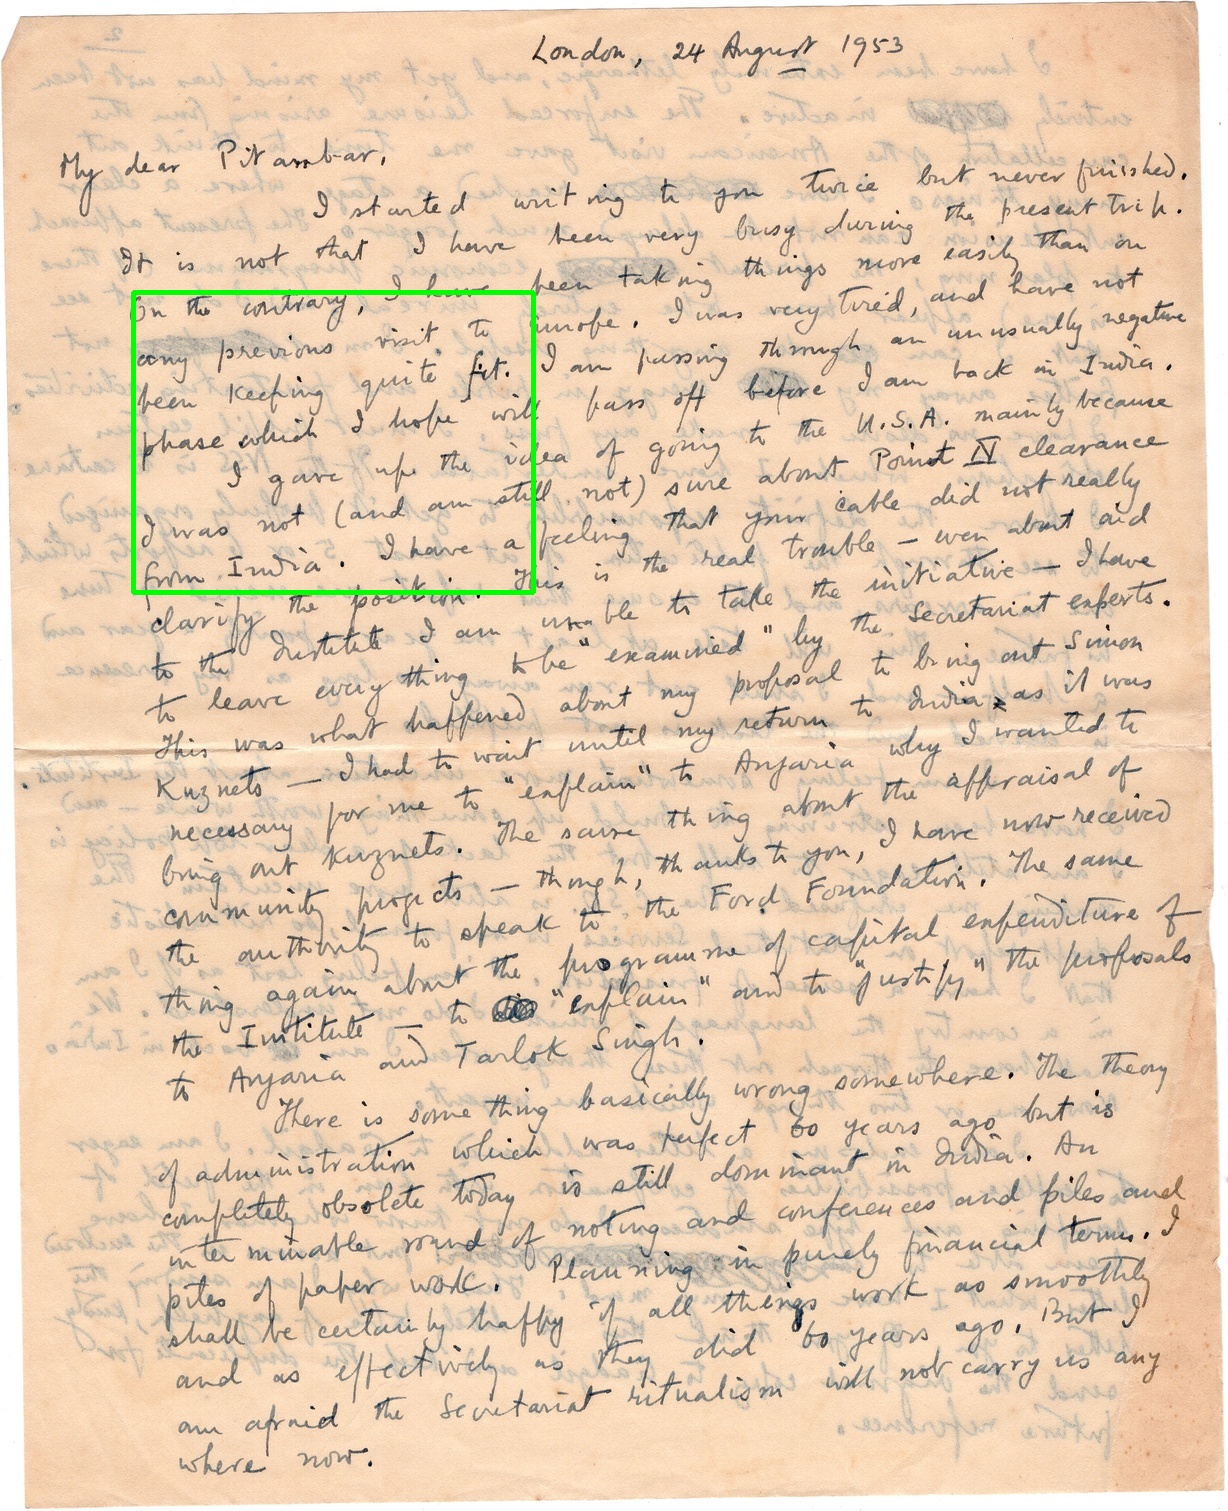 London, 24 August 1953
My dear Pitambar,
I started writing to you twice but never finished.
It is not that I have been very busy during the present trip.
On the contrary, I have been taking things more easily than on
any previous visit to Europe. I was very tired, and have not
been keeping quite fit. I am passing through an unusually negative
phase which I hope will pass off before I am back in India.
I gave up the idea of going to the U.S.A. mainly because
I was not (and am still not) sure about Point IV clearance
from India. I have a feeling that your cable did not really
clarify the position. This is the real trouble — even about aid
to the Institute I am unable to take the initiative — I have
to leave every thing to be "examined" by the Secretariat experts.
This was what happened about my proposal to bring out Simon
Kuznets — I had to wait until my return to India, as it was
necessary for me to "explain" to Anjaria why I wanted to
bring out Kuznets. The same thing about the appraisal of
community projects — though, thanks to you, I have now received
the authority to speak to the Ford Foundation. The same
thing again about the programme of capital expenditure of
the Institute — to "explain" and to "justify" the proposals
to Anjaria and Tarlok Singh.
There is some thing basically wrong somewhere. The theory
of administration which was perfect 60 years ago but is
completely obsolete today is still dominant in India. An
interminable round of noting and conferences and piles and
piles of paper work. Planning in purely financial terms. I
shall be certainly happy if all things work as smoothly
and as effectively as they did 60 years ago. But I
am afraid the Secretariat ritualism will not carry us any
where now.